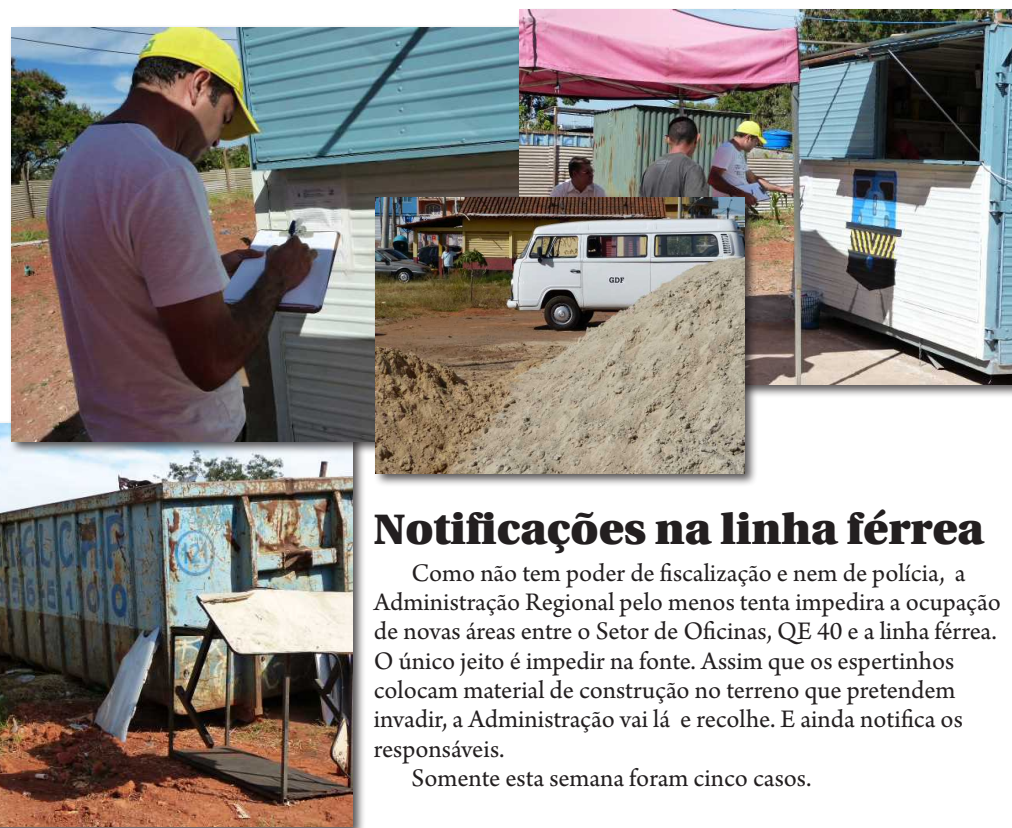 GDF
121
Notificações na linha férrea
Como não tem poder de fiscalização e nem de polícia, a
Administração Regional pelo menos tenta impedira a ocupação
de novas áreas entre o Setor de Oficinas, QE 40 e a linha férrea.
O único jeito é impedir na fonte. Assim que os espertinhos
colocam material de construção no terreno que pretendem
invadir, a Administração vai lá e recolhe. E ainda notifica os
responsáveis.
Somente esta semana foram cinco casos.